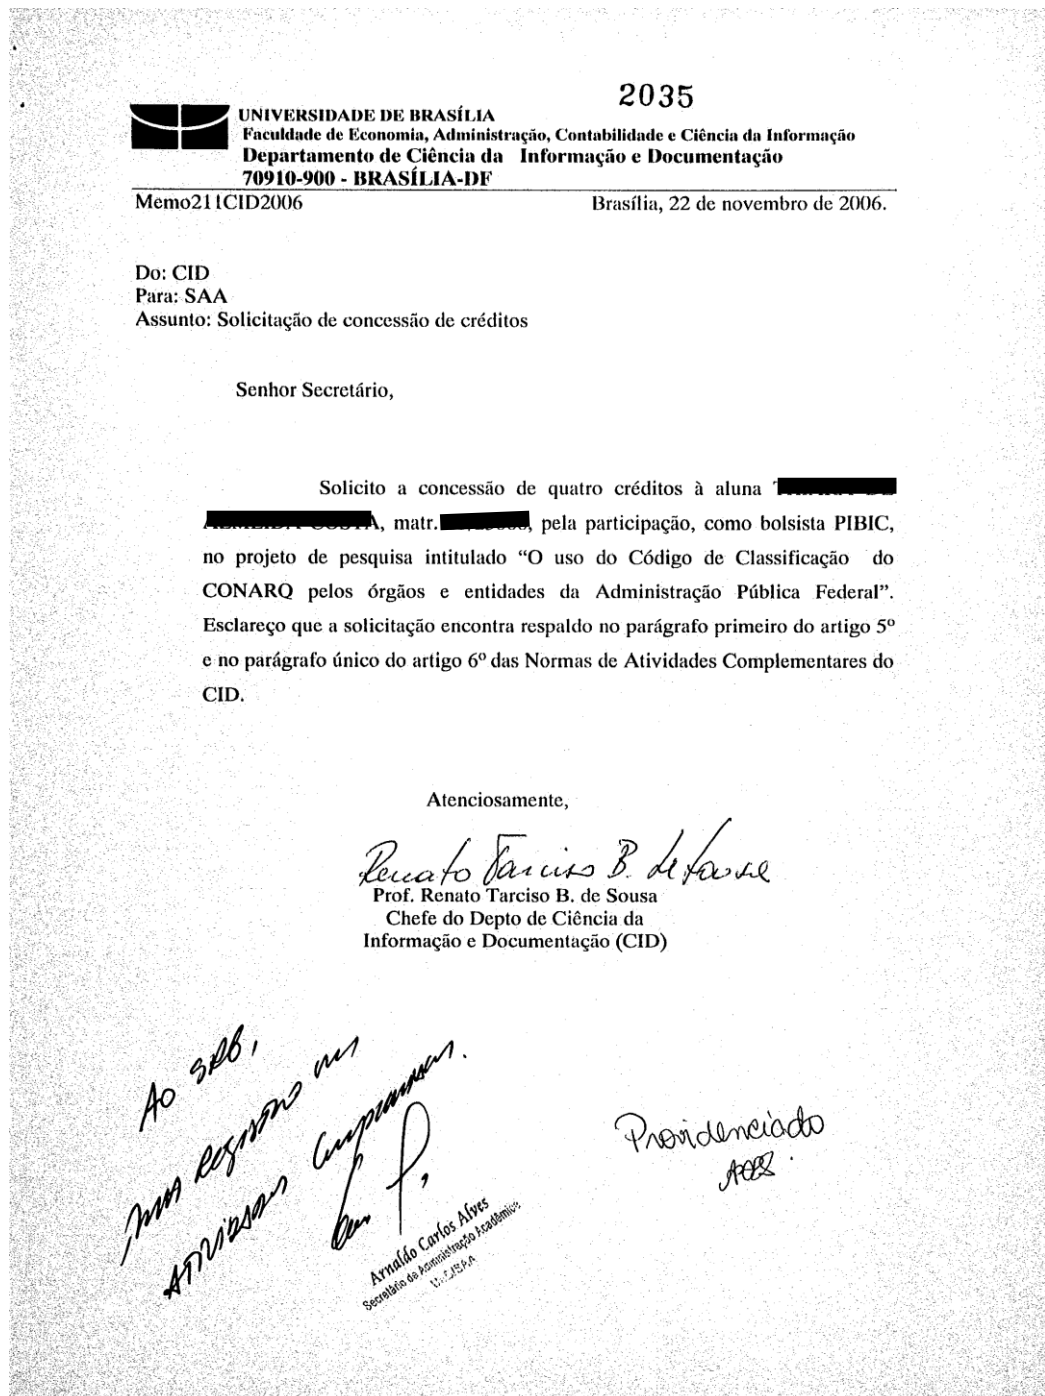 2035
UNIVERSIDADE DE BRASÍLIA
Faculdade de Economia, Administração, Contabilidade e Ciência da Informação
Departamento de Ciência da Informação e Documentação
70910-900 - BRASÍLIA-DF
Memo211CID2006 Brasília, 22 de novembro de 2006.
Do: CID
Para: SAA
Assunto: Solicitação de concessão de créditos
Senhor Secretário,
Solicito a concessão de quatro créditos à aluna
, matr. , pela participação, como bolsista PIBIC,
no projeto de pesquisa intitulado “O uso do Código de Classificação do
CONARQ pelos órgãos e entidades da Administração Pública Federal”.
Esclareço que a solicitação encontra respaldo no parágrafo primeiro do artigo 5º
e no parágrafo único do artigo 6º das Normas de Atividades Complementares do
CID.
Atenciosamente,
Renato Tarciso B. de Sousa
Prof. Renato Tarciso B. de Sousa
Chefe do Depto de Ciência da
Informação e Documentação (CID)
Ao
registro
Providenciado
Arnaldo Carlos Alves
Secretário de Administração Acadêmica